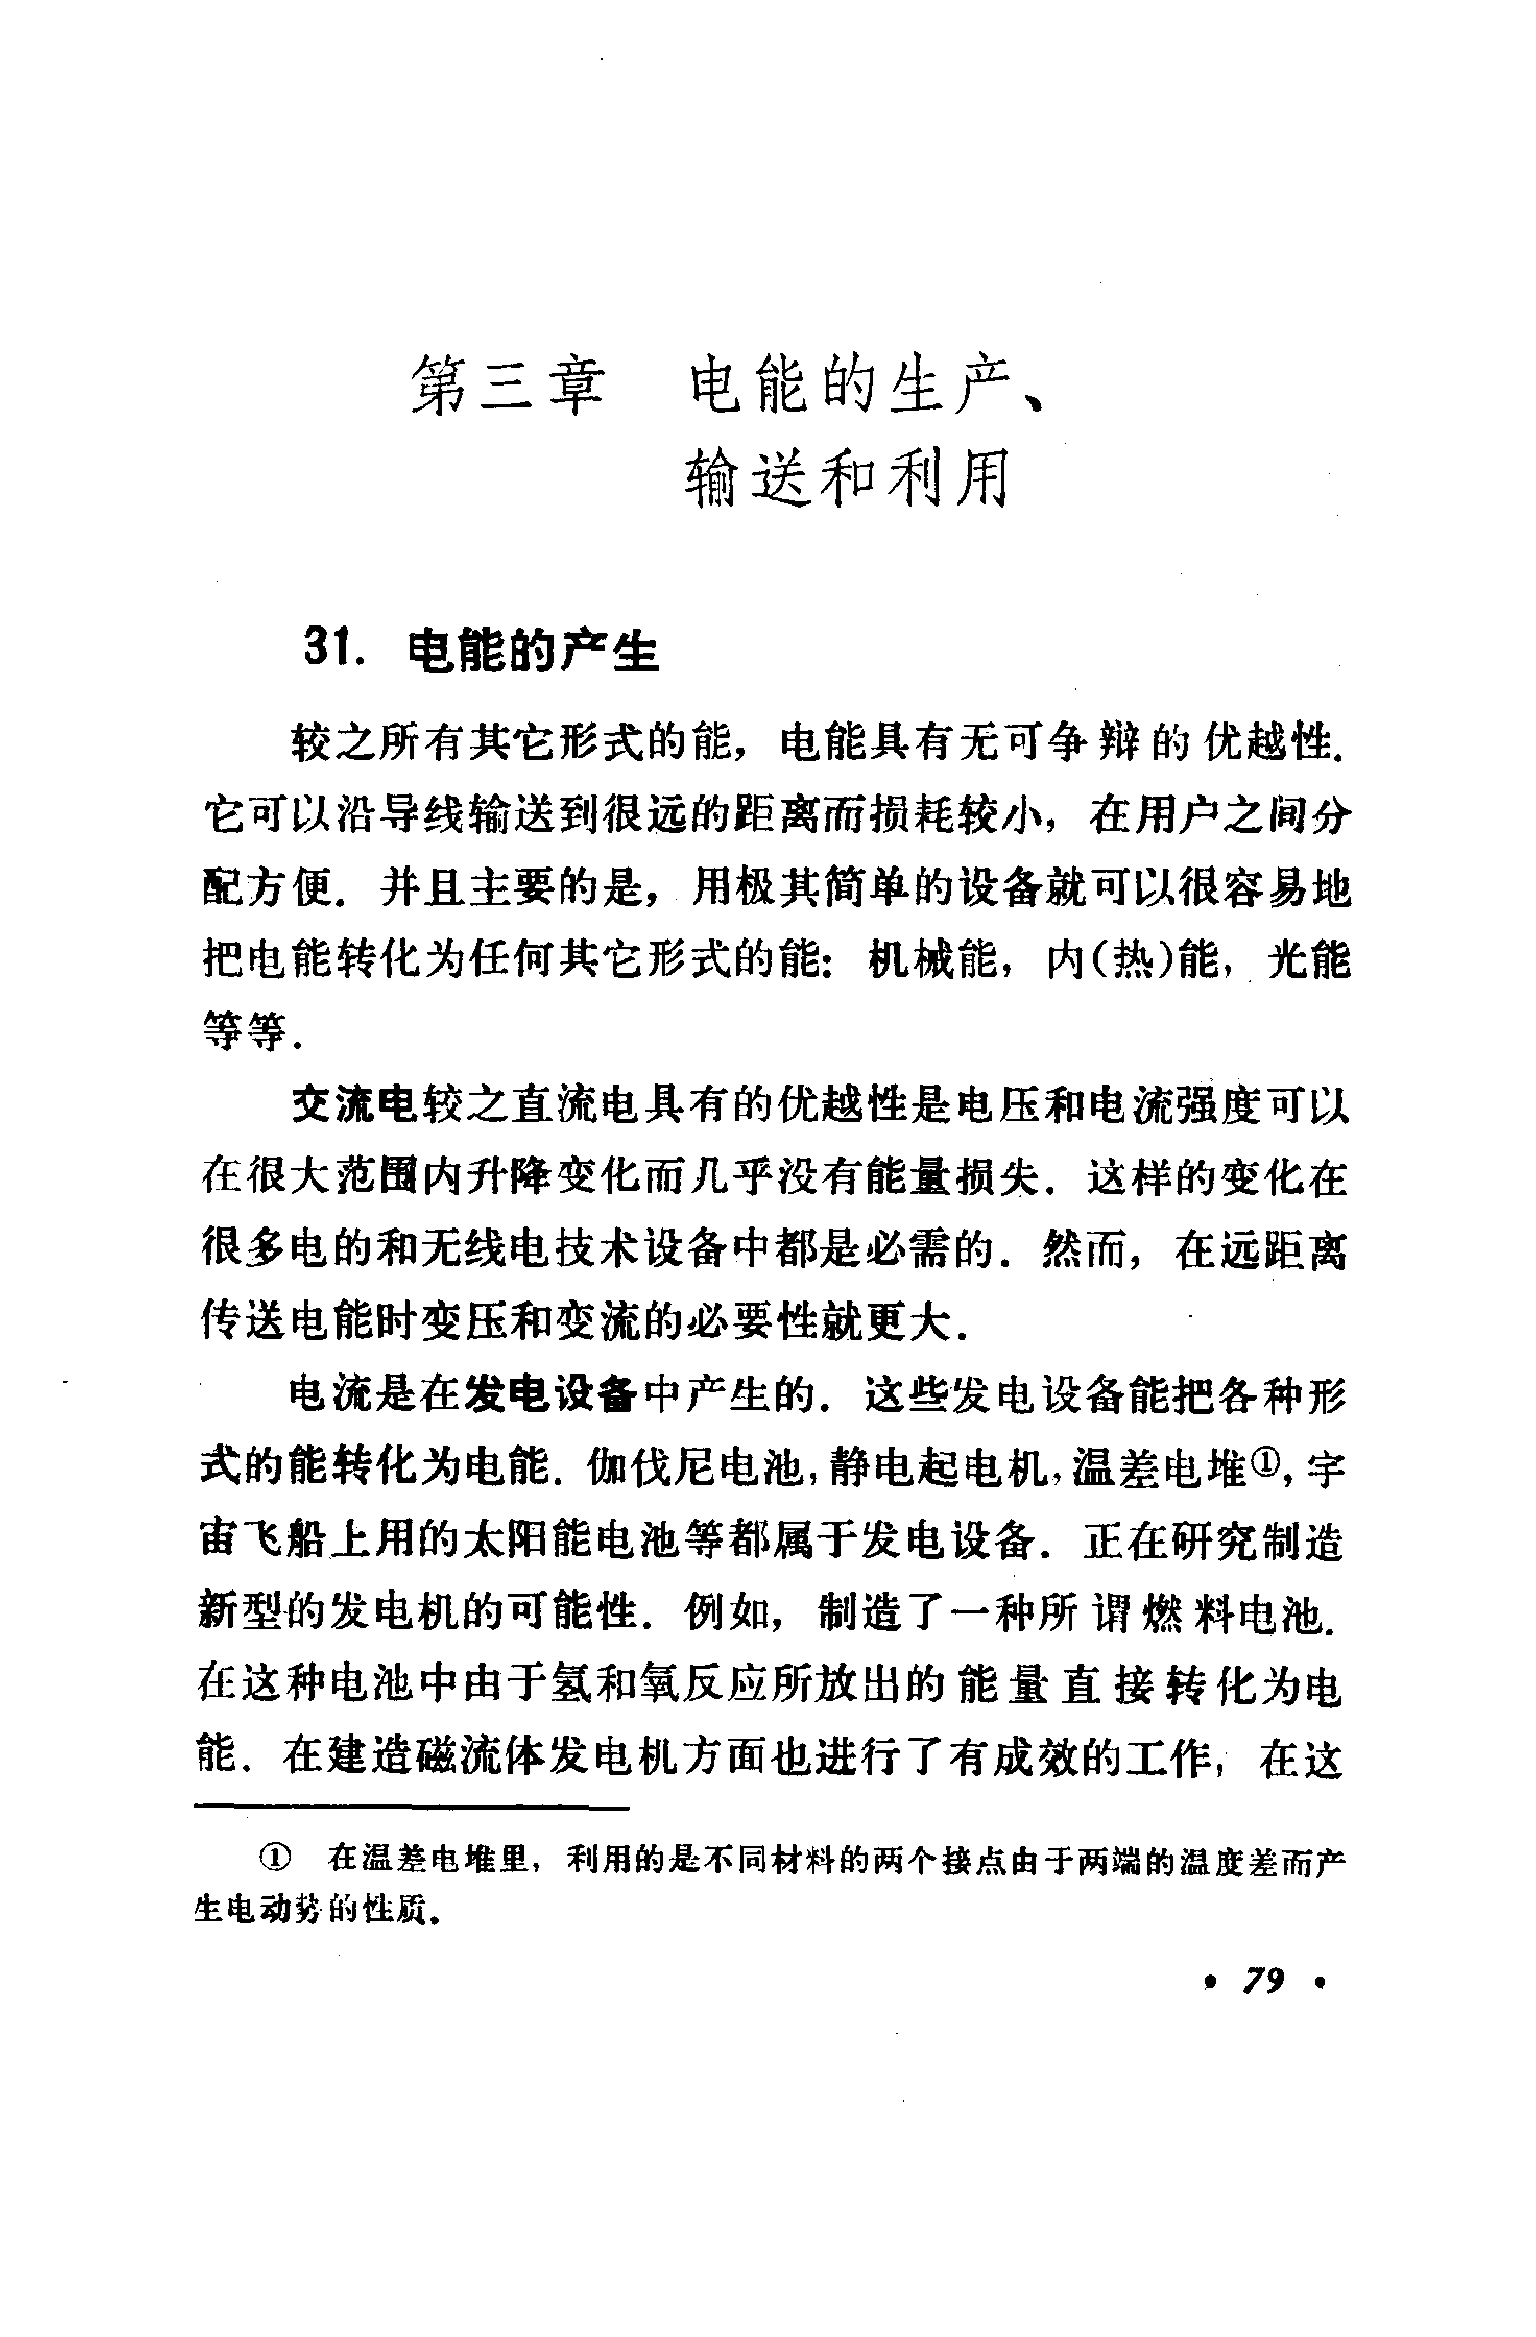 第三章　电能的生产、
输送和利用
31. 电能的产生
较之所有其它形式的能，电能具有无可争辩的优越性.
它可以沿导线输送到很远的距离而损耗较小，在用户之间分
配方便．并且主要的是，用极其简单的设备就可以很容易地
把电能转化为任何其它形式的能：机械能，内(热)能，光能
等等．
交流电较之直流电具有的优越性是电压和电流强度可以
在很大范围内升降变化而几乎没有能量损失．这样的变化在
很多电的和无线电技术设备中都是必需的．然而，在远距离
传送电能时变压和变流的必要性就更大．
电流是在发电设备中产生的．这些发电设备能把各种形
式的能转化为电能．伽伐尼电池，静电起电机，温差电堆①，宇
宙飞船上用的太阳能电池等都属于发电设备．正在研究制造
新型的发电机的可能性．例如，制造了一种所谓燃料电池.
在这种电池中由于氢和氧反应所放出的能量直接转化为电
能．在建造磁流体发电机方面也进行了有成效的工作，在这
①　在温差电堆里，利用的是不同材料的两个接点由于两端的温度差而产
生电动势的性质．
• 79 •